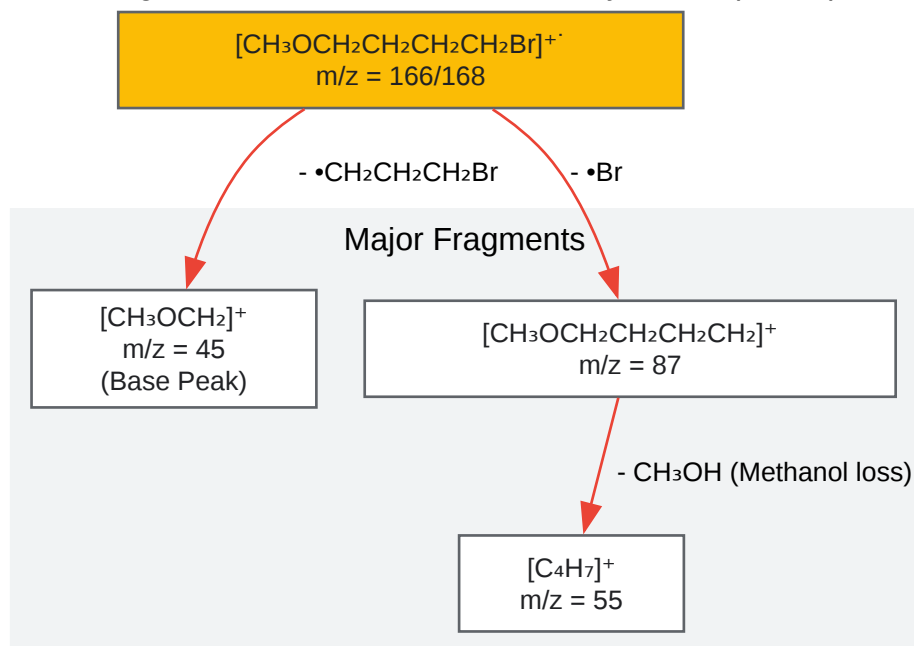 [CH₃OCH₂CH₂CH₂CH₂Br]⁺˙
m/z = 166/168
- •CH₂CH₂CH₂Br
- •Br
Major Fragments
[CH₃OCH₂]⁺
m/z = 45
(Base Peak)
[CH₃OCH₂CH₂CH₂CH₂]⁺
m/z = 87
- CH₃OH (Methanol loss)
[C₄H₇]⁺
m/z = 55